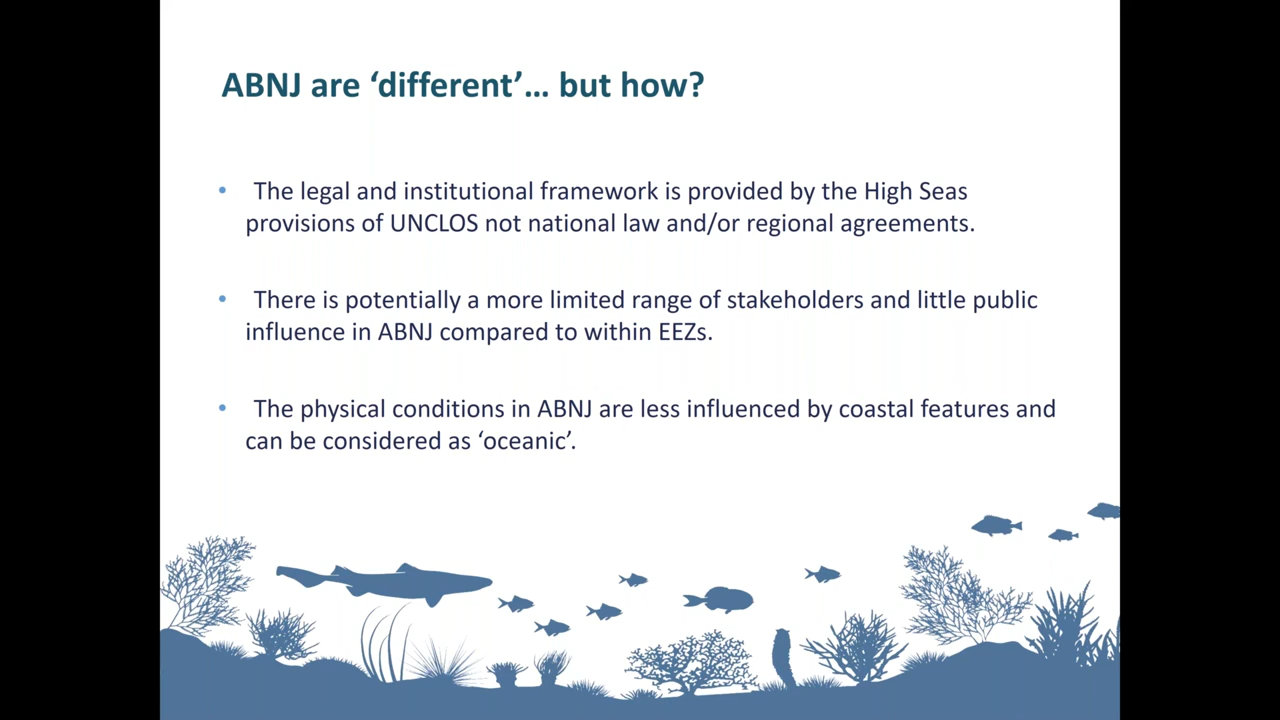 ABNJ are ‘different’... but how?
• The legal and institutional framework is provided by the High Seas
provisions of UNCLOS not national law and/or regional agreements.
• There is potentially a more limited range of stakeholders and little public
influence in ABNJ compared to within EEZs.
• The physical conditions in ABNJ are less influenced by coastal features and
can be considered as ‘oceanic’.